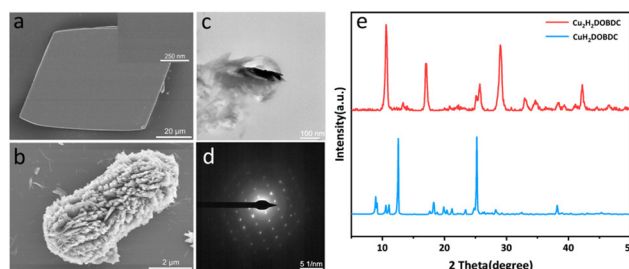 a
250 nm
20 µm
b
2 µm
c
100 nm
d
5 1/nm
e
Cu₂H₂DOBDC
CuH₂DOBDC
Intensity(a.u.)
10 20 30 40 50
2 Theta(degree)